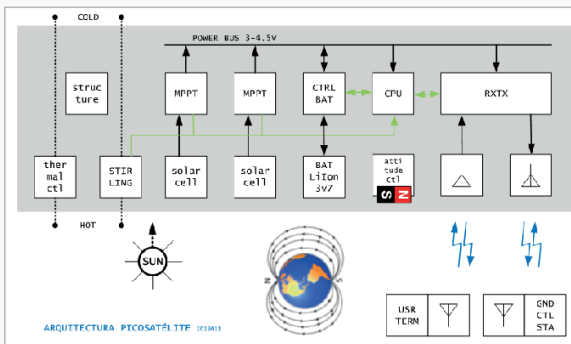 COLD
POWER BUS 3-4.5V
struc
ture
MPPT
MPPT
CTRL
BAT
CPU
RXTX
ther
mal
ctl
STIR
LING
solar
cell
solar
cell
BAT
LiIon
3v7
atti
tude
Ctl
S N
HOT
SUN
N S
USR
TERM
GND
CTL
STA
ARQUITECTURA PICOSATÉLITE